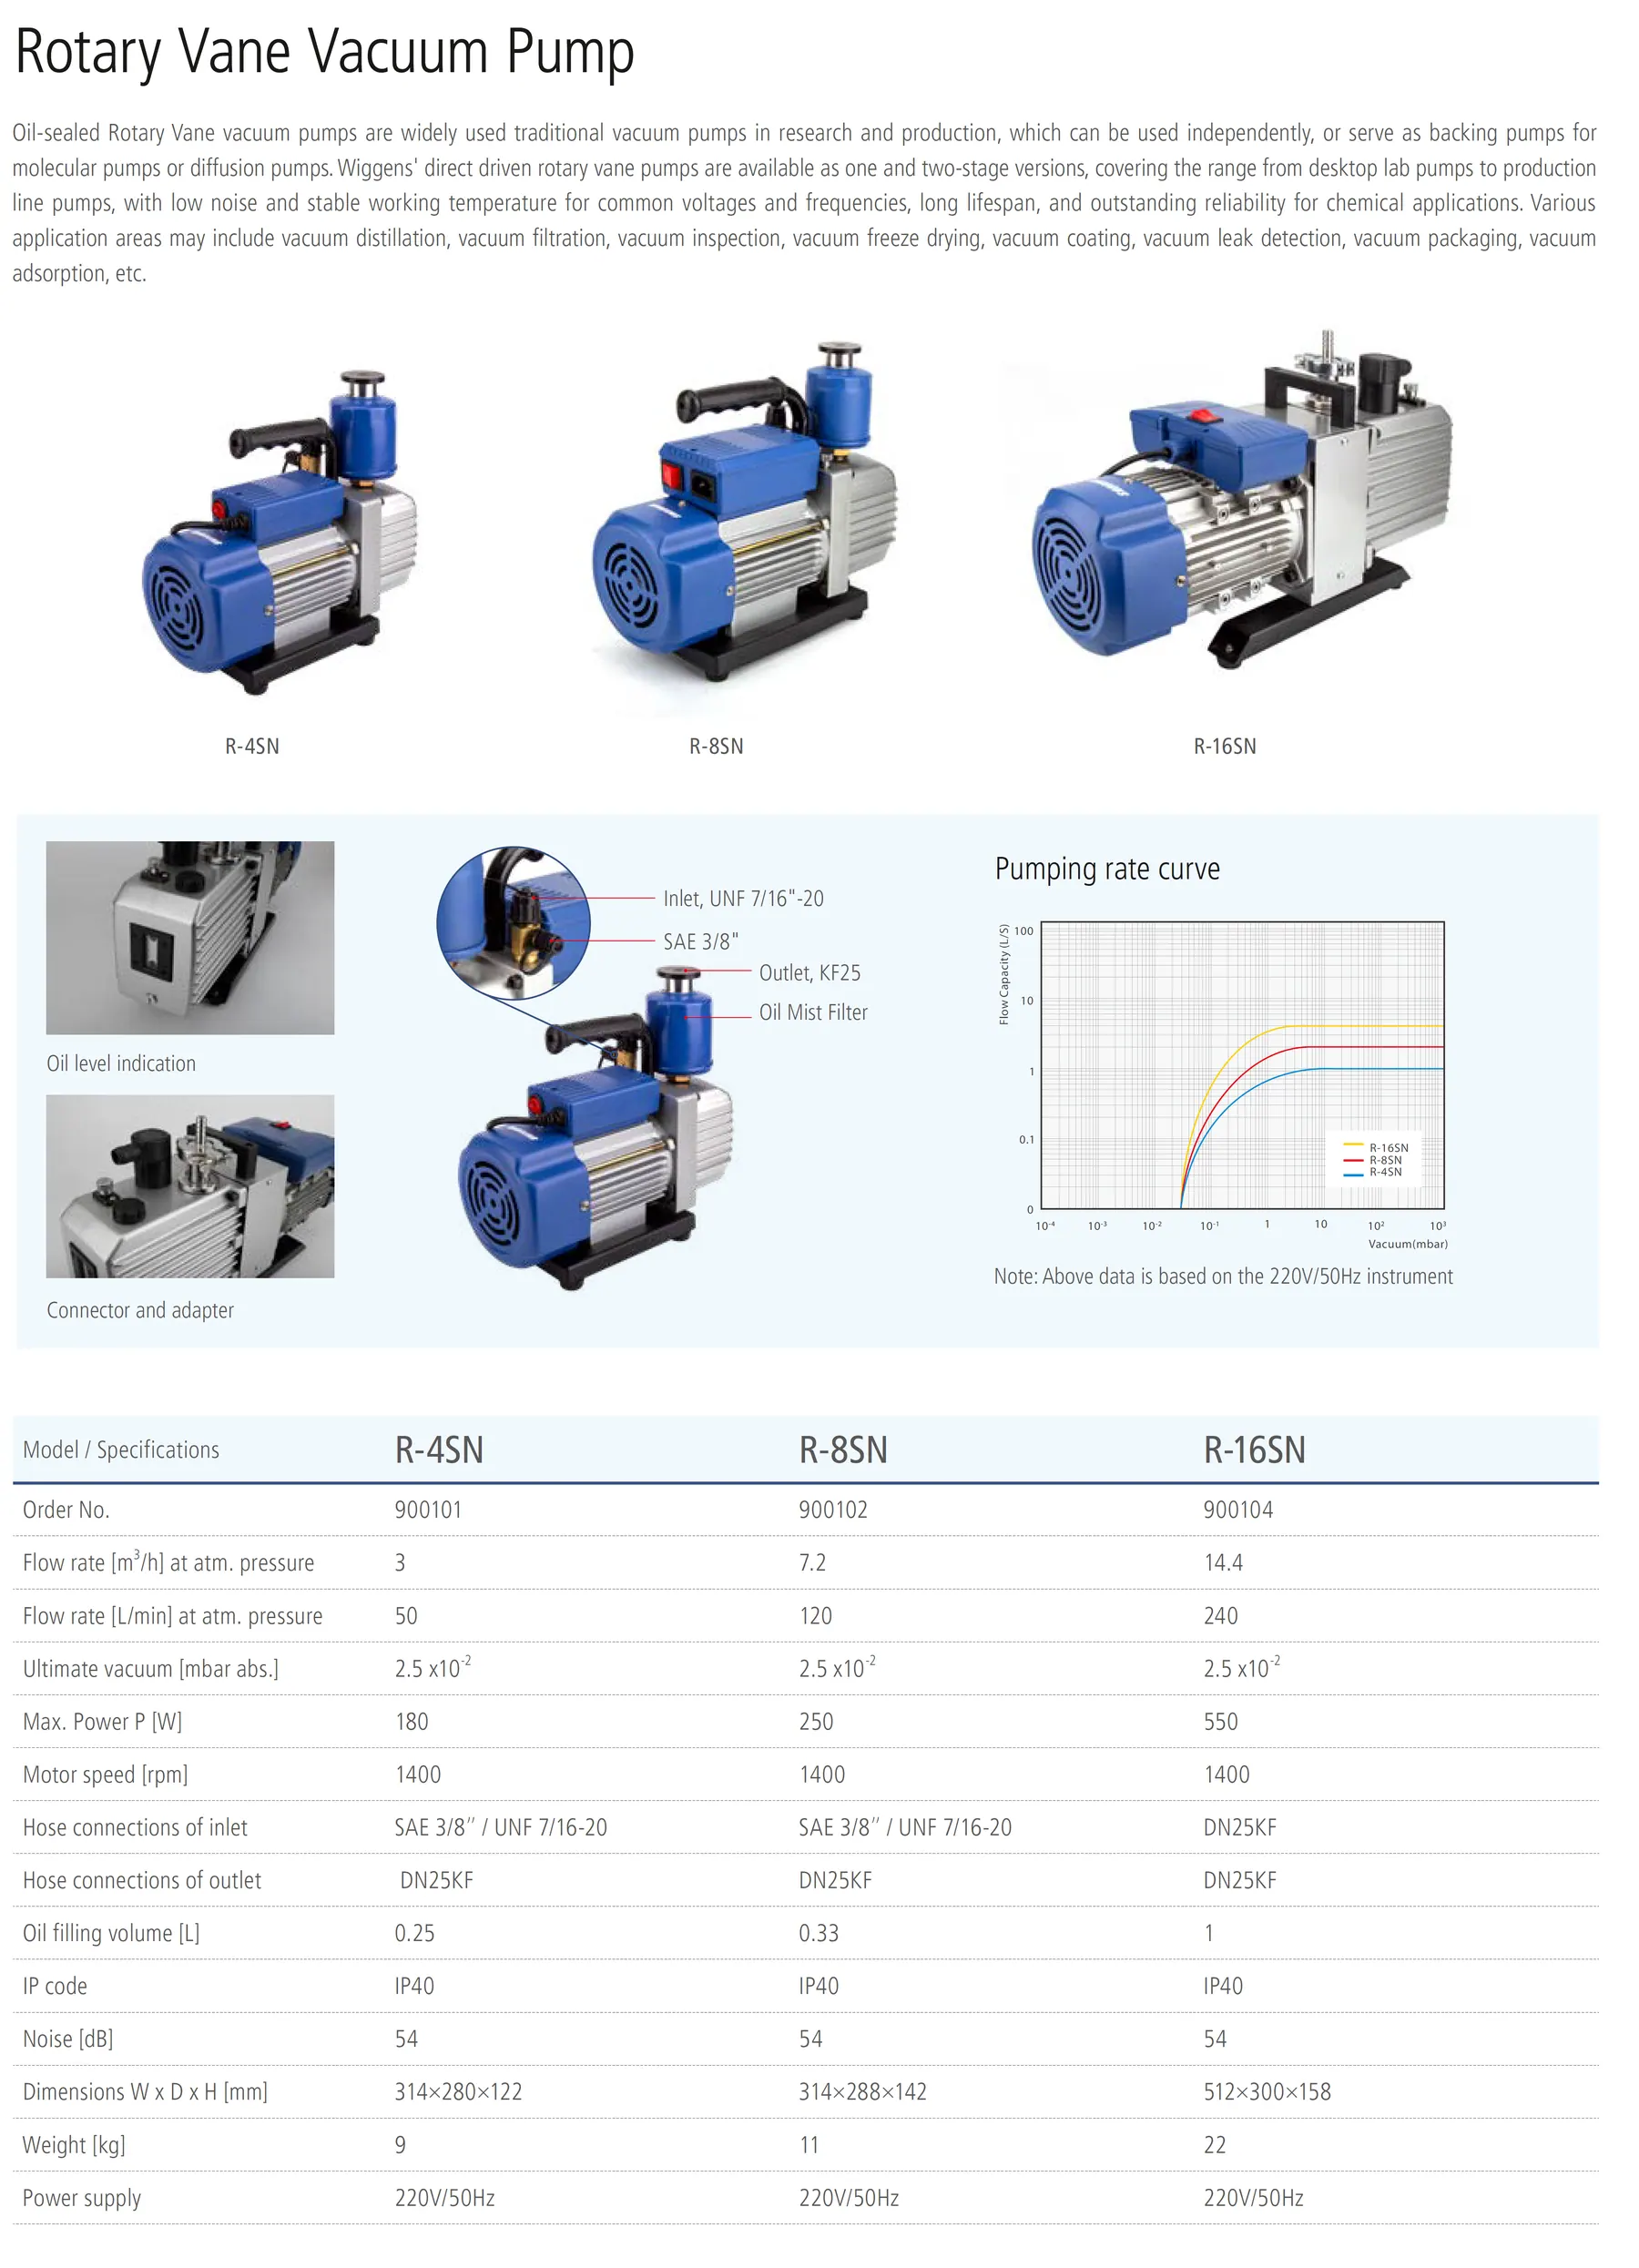 Rotary Vane Vacuum Pump
Oil-sealed Rotary Vane vacuum pumps are widely used traditional vacuum pumps in research and production, which can be used independently, or serve as backing pumps for
molecular pumps or diffusion pumps. Wiggens' direct driven rotary vane pumps are available as one and two-stage versions, covering the range from desktop lab pumps to production
line pumps, with low noise and stable working temperature for common voltages and frequencies, long lifespan, and outstanding reliability for chemical applications. Various
application areas may include vacuum distillation, vacuum filtration, vacuum inspection, vacuum freeze drying, vacuum coating, vacuum leak detection, vacuum packaging, vacuum
adsorption, etc.
R-4SN
R-8SN
R-16SN
Oil level indication
Connector and adapter
Inlet, UNF 7/16"-20
SAE 3/8"
Outlet, KF25
Oil Mist Filter
Pumping rate curve
Flow Capacity (L/S)
100
10
1
0.1
0
R-16SN
R-8SN
R-4SN
10⁻⁴ 10⁻³ 10⁻² 10⁻¹ 1 10 10² 10³
Vacuum(mbar)
Note: Above data is based on the 220V/50Hz instrument
Model / Specifications R-4SN R-8SN R-16SN
Order No. 900101 900102 900104
Flow rate [m³/h] at atm. pressure 3 7.2 14.4
Flow rate [L/min] at atm. pressure 50 120 240
Ultimate vacuum [mbar abs.] 2.5 x10⁻² 2.5 x10⁻² 2.5 x10⁻²
Max. Power P [W] 180 250 550
Motor speed [rpm] 1400 1400 1400
Hose connections of inlet SAE 3/8″ / UNF 7/16-20 SAE 3/8″ / UNF 7/16-20 DN25KF
Hose connections of outlet DN25KF DN25KF DN25KF
Oil filling volume [L] 0.25 0.33 1
IP code IP40 IP40 IP40
Noise [dB] 54 54 54
Dimensions W x D x H [mm] 314×280×122 314×288×142 512×300×158
Weight [kg] 9 11 22
Power supply 220V/50Hz 220V/50Hz 220V/50Hz